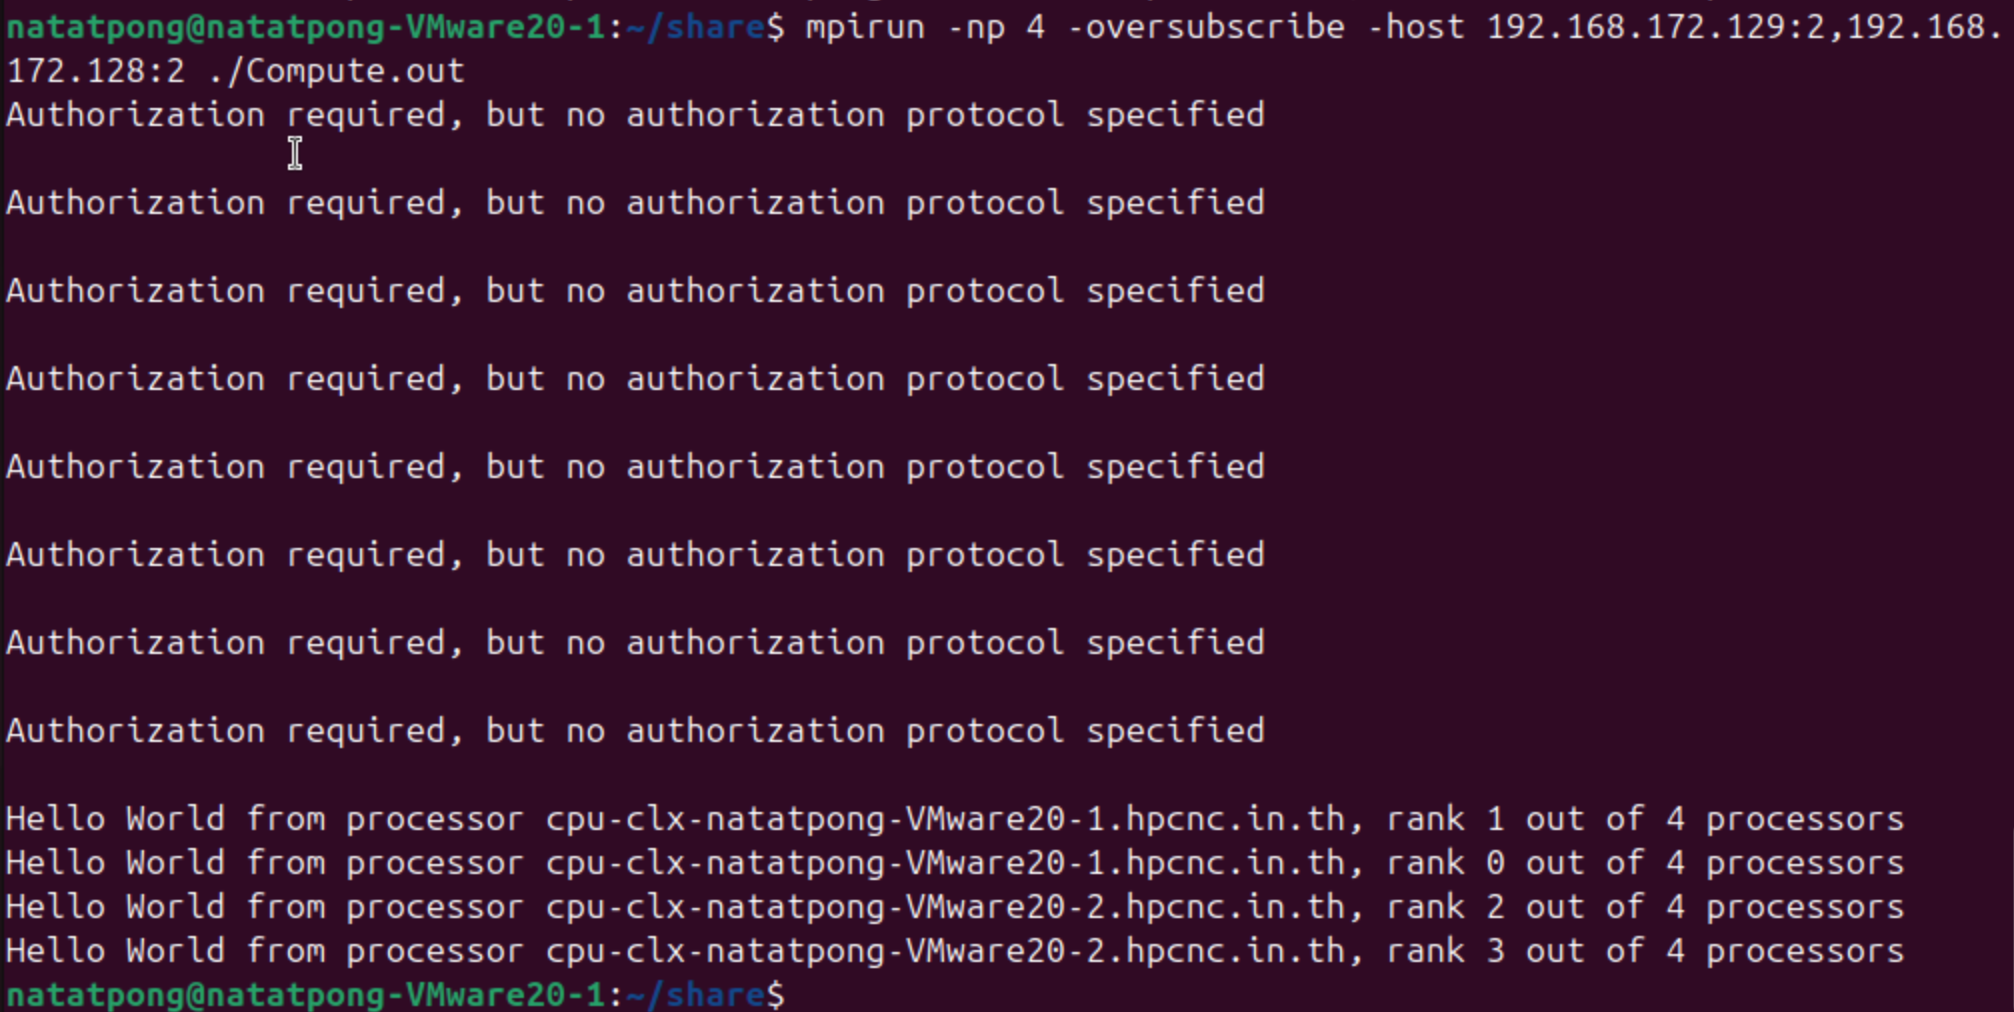 natatpong@natatpong-VMware20-1:~/share$ mpirun -np 4 -oversubscribe -host 192.168.172.129:2,192.168.
172.128:2 ./Compute.out
Authorization required, but no authorization protocol specified
Authorization required, but no authorization protocol specified
Authorization required, but no authorization protocol specified
Authorization required, but no authorization protocol specified
Authorization required, but no authorization protocol specified
Authorization required, but no authorization protocol specified
Authorization required, but no authorization protocol specified
Authorization required, but no authorization protocol specified
Hello World from processor cpu-clx-natatpong-VMware20-1.hpcnc.in.th, rank 1 out of 4 processors
Hello World from processor cpu-clx-natatpong-VMware20-1.hpcnc.in.th, rank 0 out of 4 processors
Hello World from processor cpu-clx-natatpong-VMware20-2.hpcnc.in.th, rank 2 out of 4 processors
Hello World from processor cpu-clx-natatpong-VMware20-2.hpcnc.in.th, rank 3 out of 4 processors
natatpong@natatpong-VMware20-1:~/share$